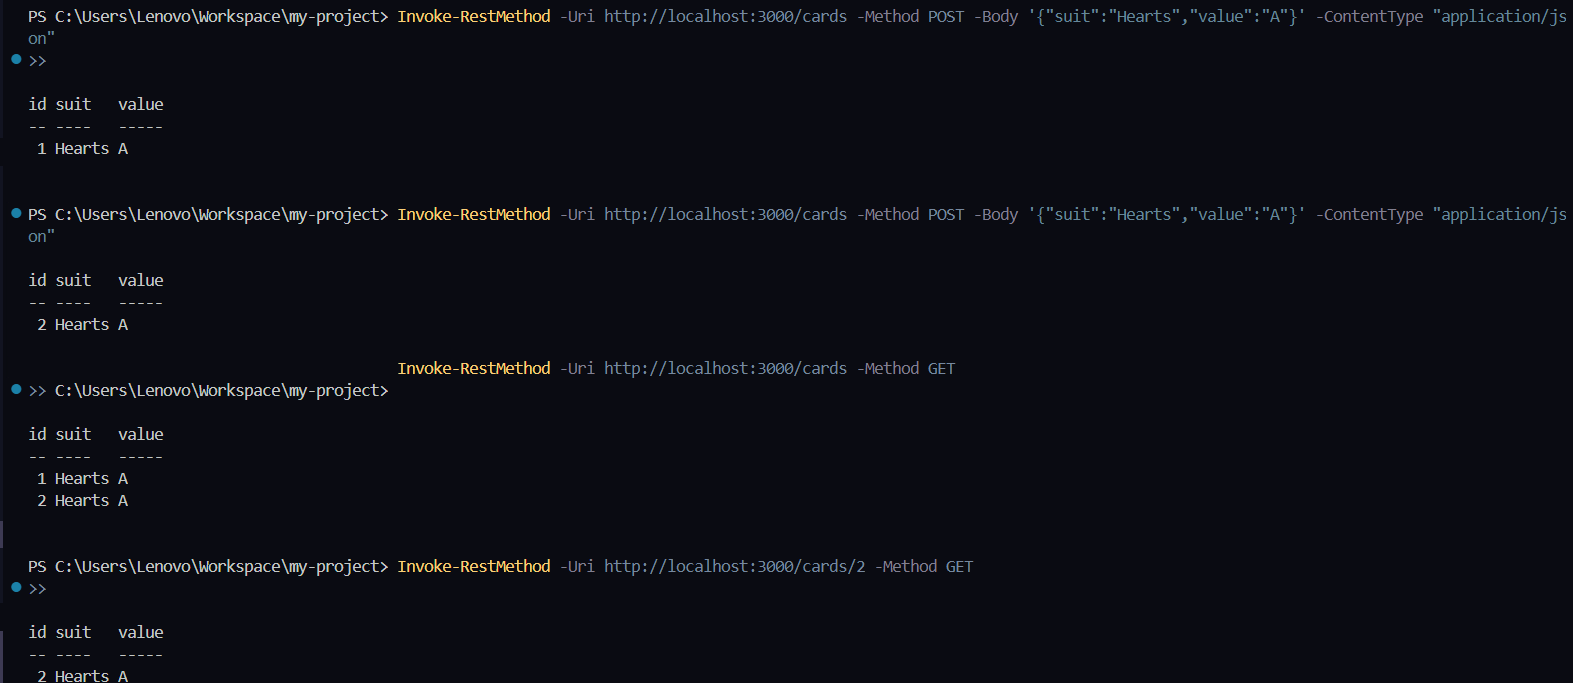 PS C:\Users\Lenovo\Workspace\my-project> Invoke-RestMethod -Uri http://localhost:3000/cards -Method POST -Body '{"suit":"Hearts","value":"A"}' -ContentType "application/js
on"
>>
id suit   value
-- ----   -----
 1 Hearts A
PS C:\Users\Lenovo\Workspace\my-project> Invoke-RestMethod -Uri http://localhost:3000/cards -Method POST -Body '{"suit":"Hearts","value":"A"}' -ContentType "application/js
on"
id suit   value
-- ----   -----
 2 Hearts A
Invoke-RestMethod -Uri http://localhost:3000/cards -Method GET
>> C:\Users\Lenovo\Workspace\my-project>
id suit   value
-- ----   -----
 1 Hearts A
 2 Hearts A
PS C:\Users\Lenovo\Workspace\my-project> Invoke-RestMethod -Uri http://localhost:3000/cards/2 -Method GET
>>
id suit   value
-- ----   -----
 2 Hearts A